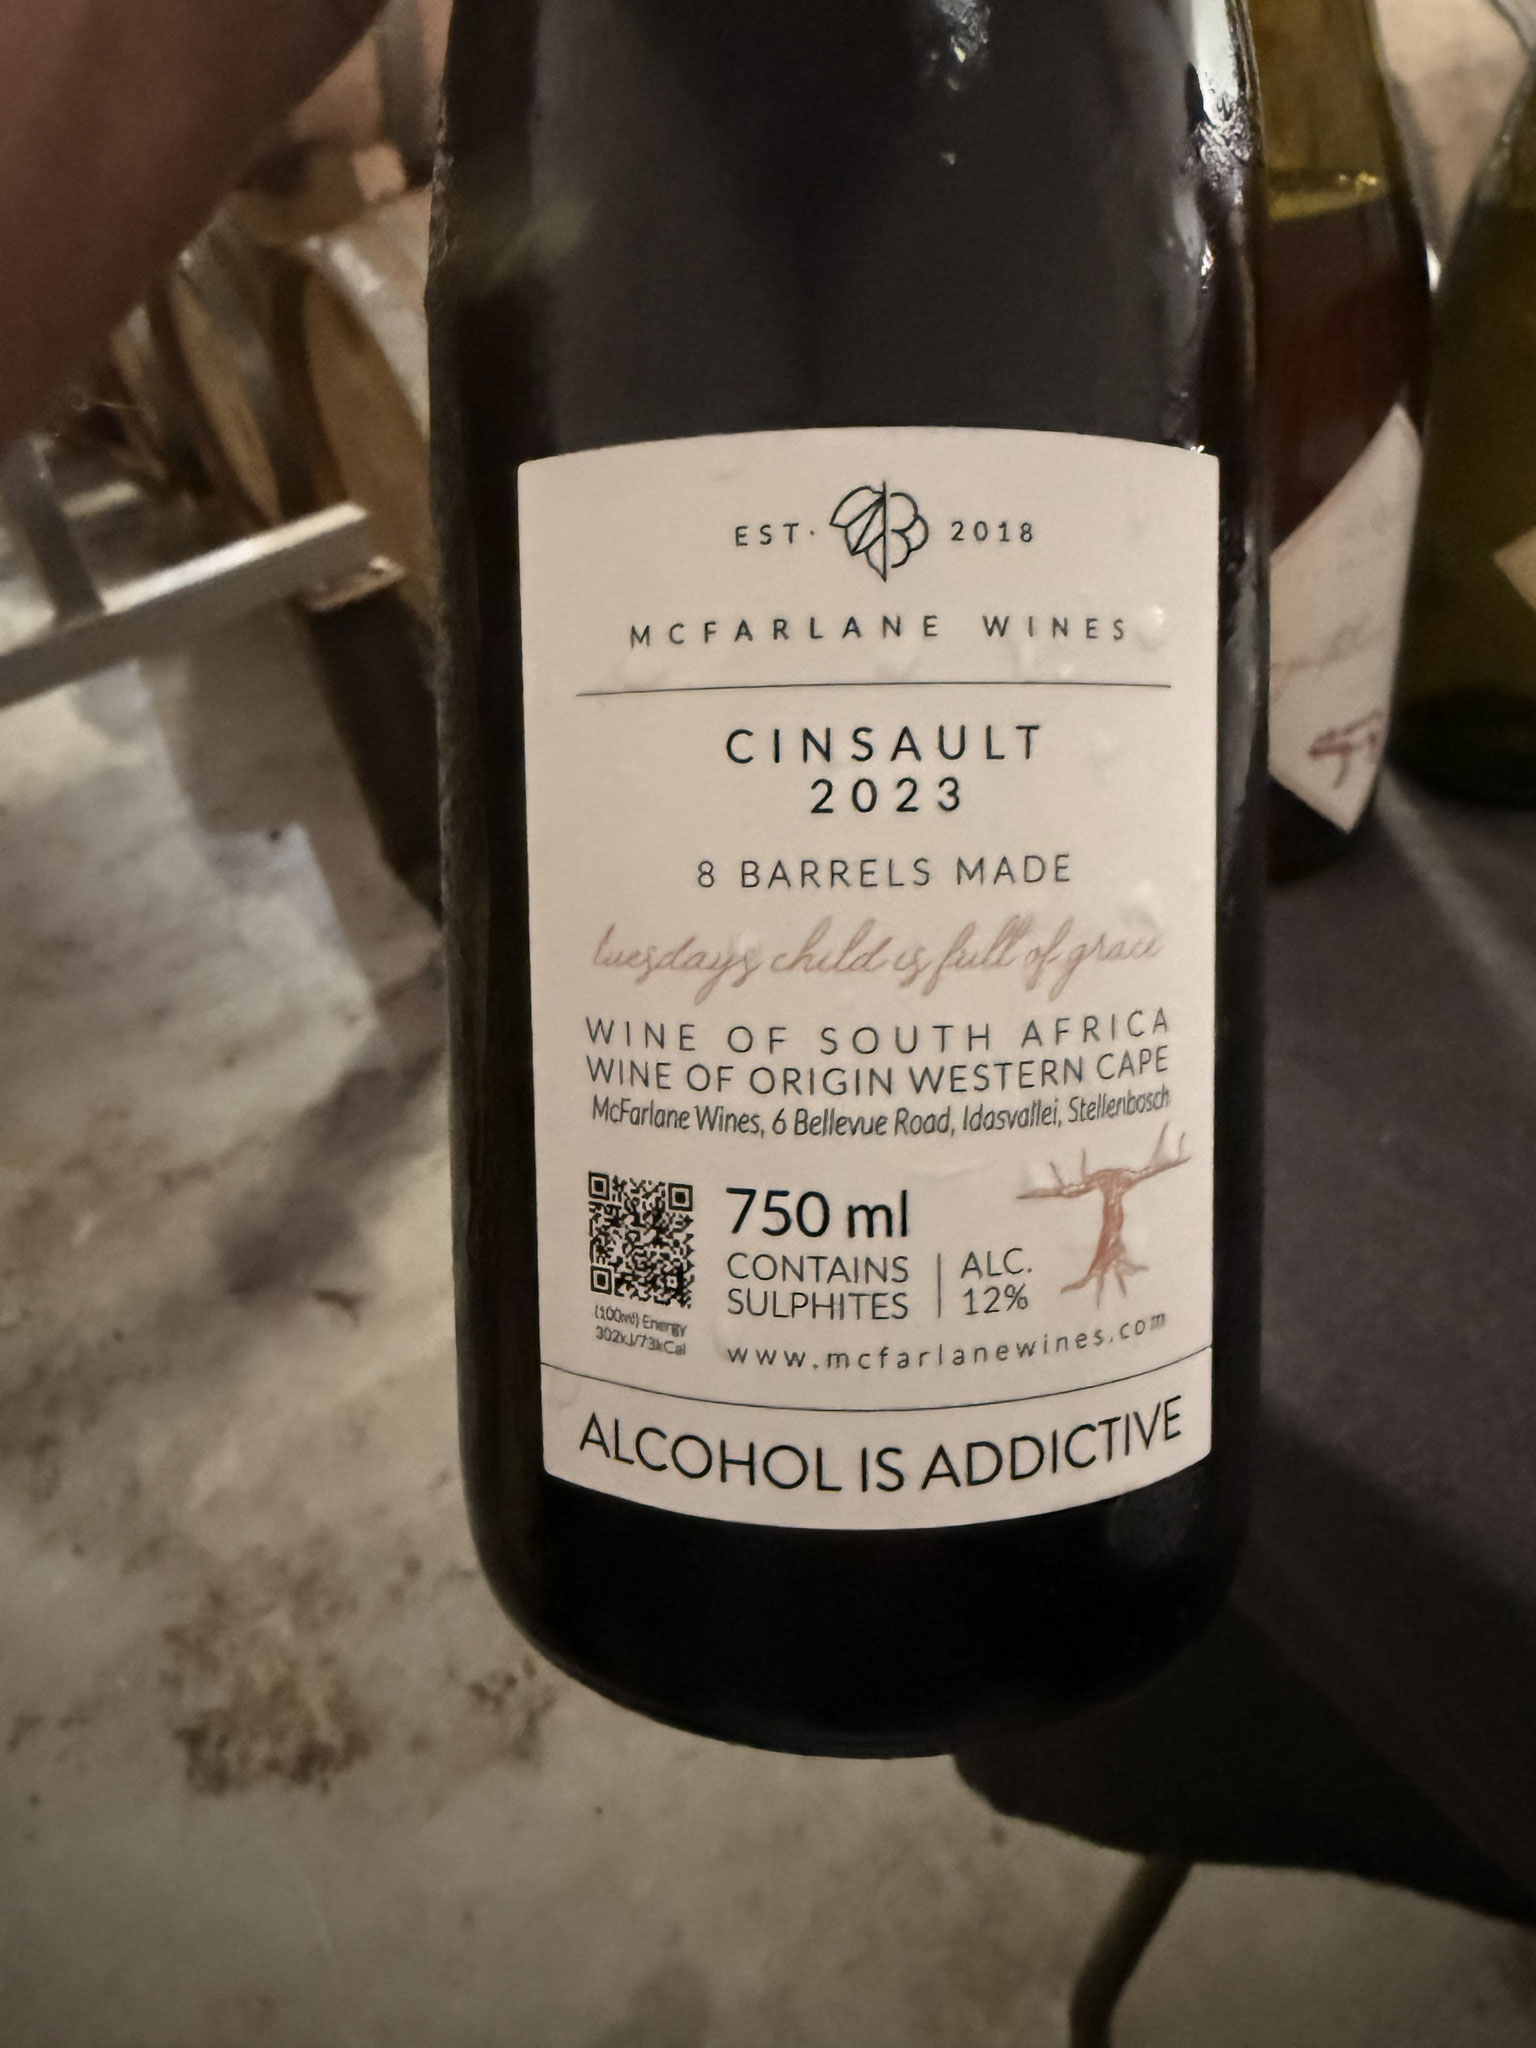 EST. 2018
MCFARLANE WINES
CINSAULT
2023
8 BARRELS MADE
tuesdays child is full of grace
WINE OF SOUTH AFRICA
WINE OF ORIGIN WESTERN CAPE
McFarlane Wines, 6 Bellevue Road, Idasvallei, Stellenbosch
750 ml
CONTAINS
SULPHITES
ALC.
12%
(100ml) Energy
302kJ/73kCal
www.mcfarlanewines.com
ALCOHOL IS ADDICTIVE